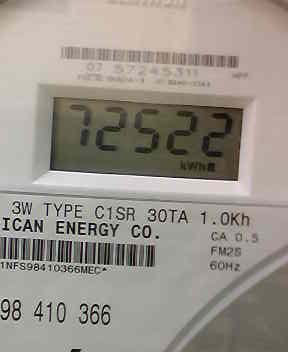 07 57245311
72522
kWh
3W TYPE C1SR 30TA 1.0Kh
ICAN ENERGY CO.
CA 0.5
FM2S
60Hz
1NFS98410366MEC*
98 410 366